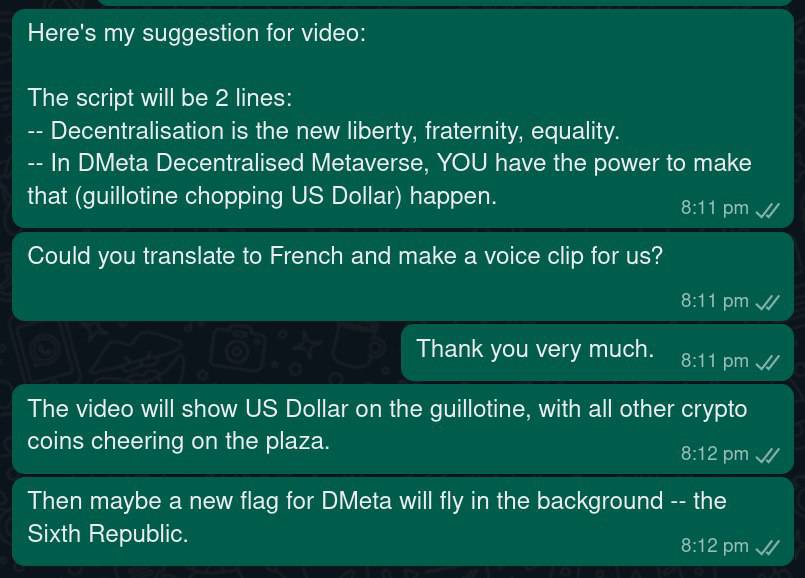 Here's my suggestion for video:
The script will be 2 lines:
-- Decentralisation is the new liberty, fraternity, equality.
-- In DMeta Decentralised Metaverse, YOU have the power to make
that (guillotine chopping US Dollar) happen.
8:11 pm
Could you translate to French and make a voice clip for us?
8:11 pm
Thank you very much.
8:11 pm
The video will show US Dollar on the guillotine, with all other crypto
coins cheering on the plaza.
8:12 pm
Then maybe a new flag for DMeta will fly in the background -- the
Sixth Republic.
8:12 pm